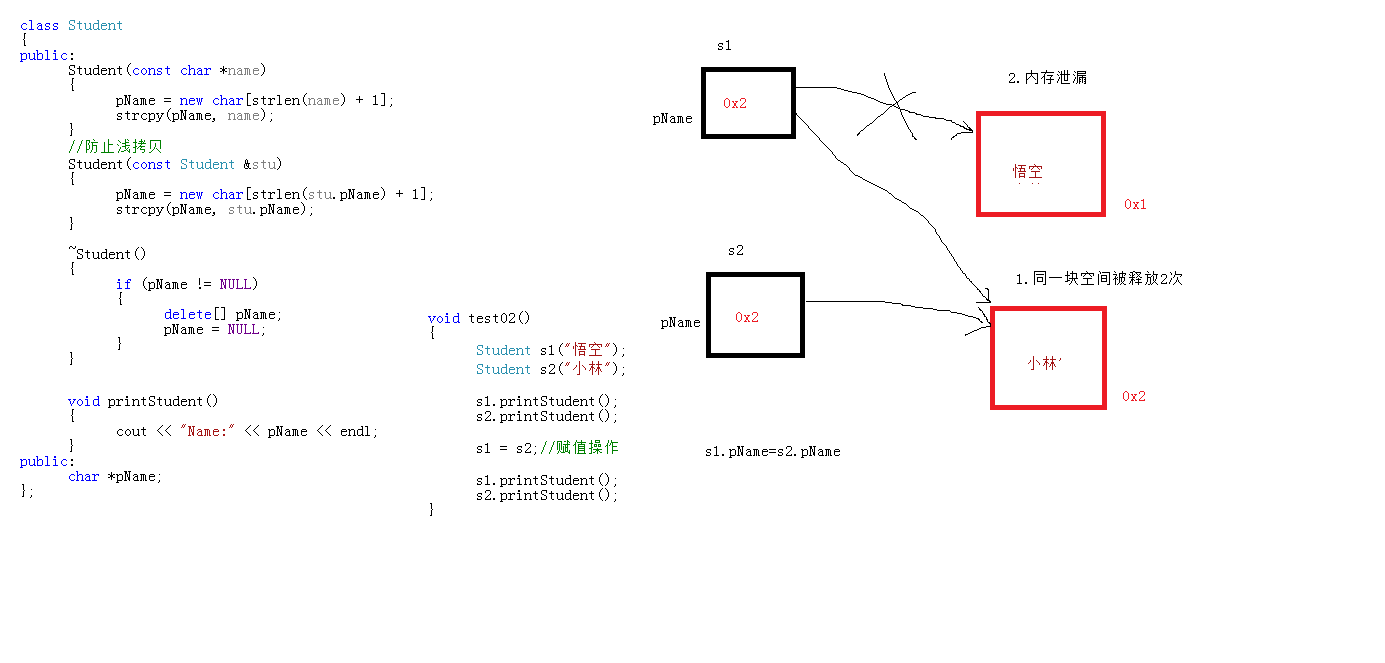 class Student
{
public:
Student(const char *name)
{
pName = new char[strlen(name) + 1];
strcpy(pName, name);
}
//防止浅拷贝
Student(const Student &stu)
{
pName = new char[strlen(stu.pName) + 1];
strcpy(pName, stu.pName);
}
~Student()
{
if (pName != NULL)
{
delete[] pName;
pName = NULL;
}
}
void printStudent()
{
cout << "Name:" << pName << endl;
}
public:
char *pName;
};
void test02()
{
Student s1("悟空");
Student s2("小林");
s1.printStudent();
s2.printStudent();
s1 = s2;//赋值操作
s1.printStudent();
s2.printStudent();
}
s1
pName
0x2
2.内存泄漏
悟空
0x1
s2
pName
0x2
1.同一块空间被释放2次
小林'
0x2
s1.pName=s2.pName